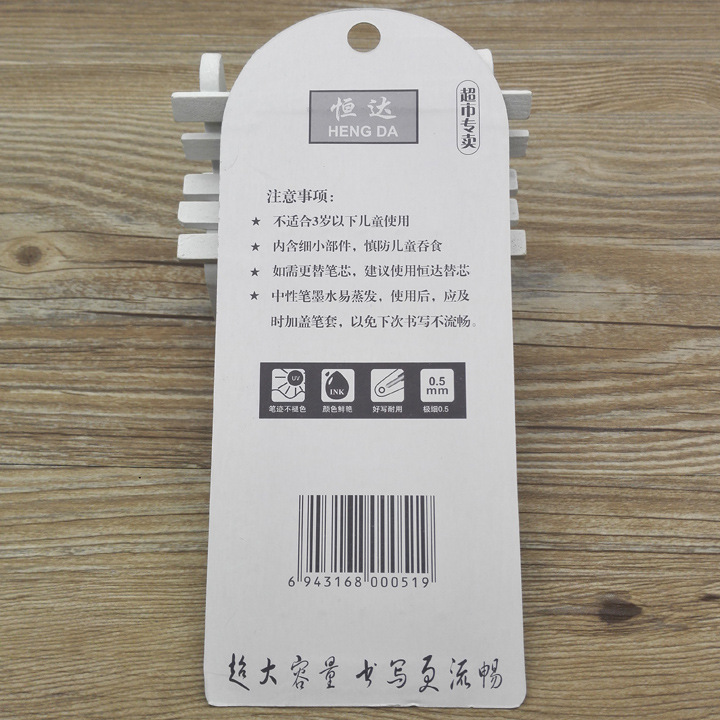 恒达
HENG DA
超市专卖
注意事项：
★ 不适合3岁以下儿童使用
★ 内含细小部件，慎防儿童吞食
★ 如需更替笔芯，建议使用恒达替芯
★ 中性笔墨水易蒸发，使用后，应及
时加盖笔套，以免下次书写不流畅。
UV
INK
0.5
mm
笔迹不褪色 颜色鲜艳 好写耐用 极细0.5
6 943168 000519
超大容量 书写更流畅